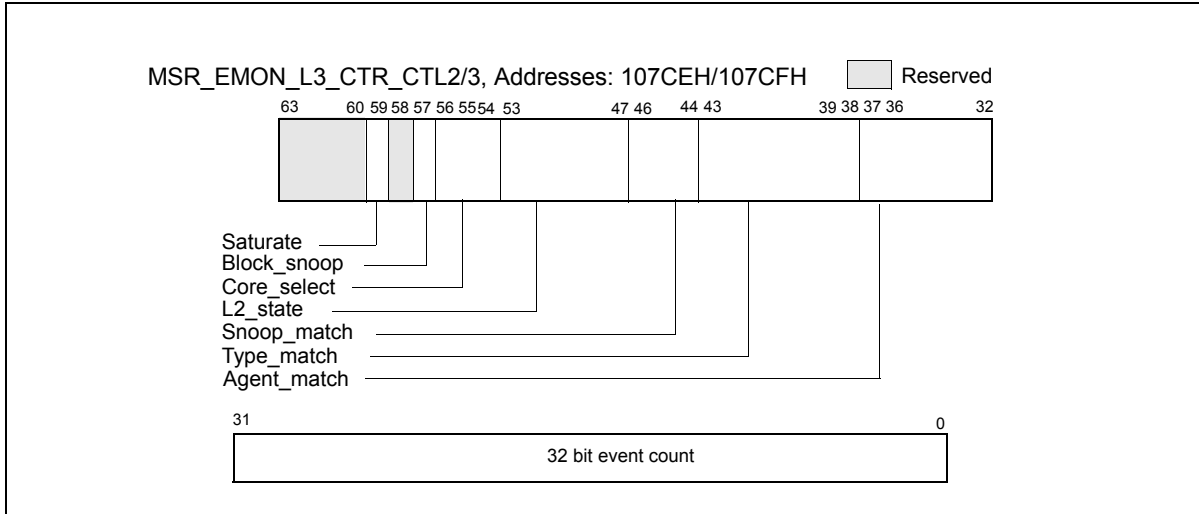 MSR_EMON_L3_CTR_CTL2/3, Addresses: 107CEH/107CFH Reserved
63 60 59 58 57 56 55 54 53 47 46 44 43 39 38 37 36 32
Saturate
Block_snoop
Core_select
L2_state
Snoop_match
Type_match
Agent_match
31 0
32 bit event count